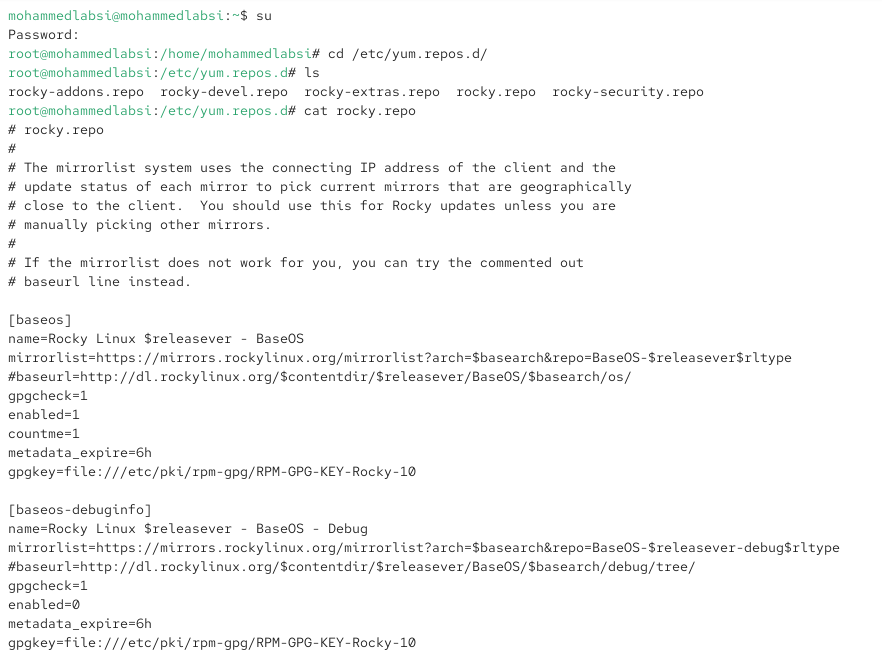 mohammedlabsi@mohammedlabsi:~$ su
Password:
root@mohammedlabsi:/home/mohammedlabsi# cd /etc/yum.repos.d/
root@mohammedlabsi:/etc/yum.repos.d# ls
rocky-addons.repo  rocky-devel.repo  rocky-extras.repo  rocky.repo  rocky-security.repo
root@mohammedlabsi:/etc/yum.repos.d# cat rocky.repo
# rocky.repo
#
# The mirrorlist system uses the connecting IP address of the client and the
# update status of each mirror to pick current mirrors that are geographically
# close to the client.  You should use this for Rocky updates unless you are
# manually picking other mirrors.
#
# If the mirrorlist does not work for you, you can try the commented out
# baseurl line instead.

[baseos]
name=Rocky Linux $releasever - BaseOS
mirrorlist=https://mirrors.rockylinux.org/mirrorlist?arch=$basearch&repo=BaseOS-$releasever$rltype
#baseurl=http://dl.rockylinux.org/$contentdir/$releasever/BaseOS/$basearch/os/
gpgcheck=1
enabled=1
countme=1
metadata_expire=6h
gpgkey=file:///etc/pki/rpm-gpg/RPM-GPG-KEY-Rocky-10

[baseos-debuginfo]
name=Rocky Linux $releasever - BaseOS - Debug
mirrorlist=https://mirrors.rockylinux.org/mirrorlist?arch=$basearch&repo=BaseOS-$releasever-debug$rltype
#baseurl=http://dl.rockylinux.org/$contentdir/$releasever/BaseOS/$basearch/debug/tree/
gpgcheck=1
enabled=0
metadata_expire=6h
gpgkey=file:///etc/pki/rpm-gpg/RPM-GPG-KEY-Rocky-10